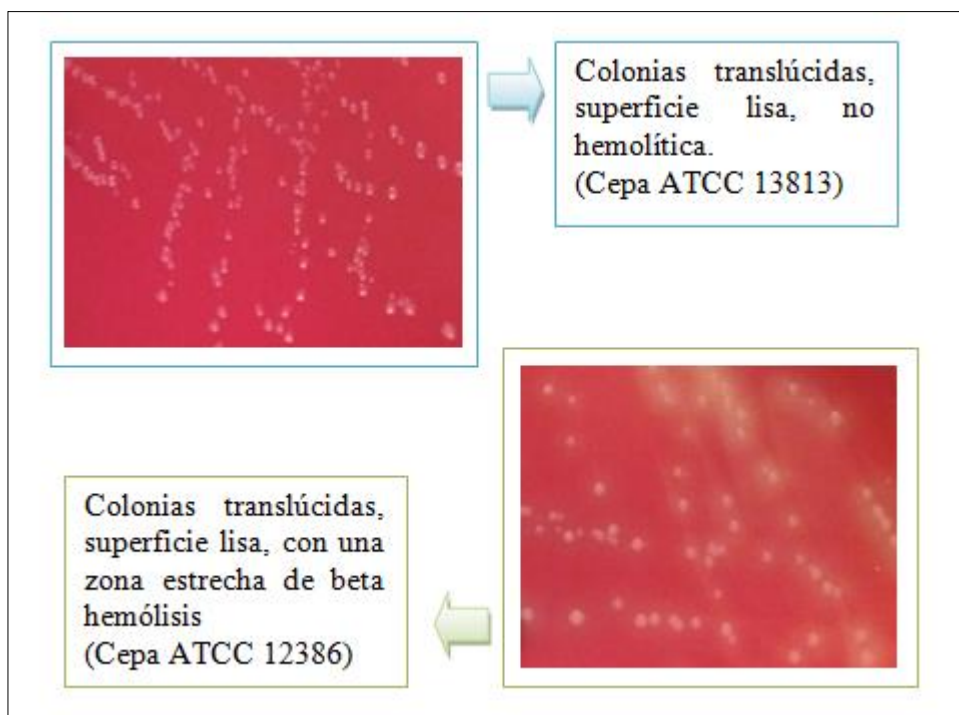 Colonias translúcidas,
superficie lisa, no
hemolítica.
(Cepa ATCC 13813)
Colonias translúcidas,
superficie lisa, con una
zona estrecha de beta
hemólisis
(Cepa ATCC 12386)